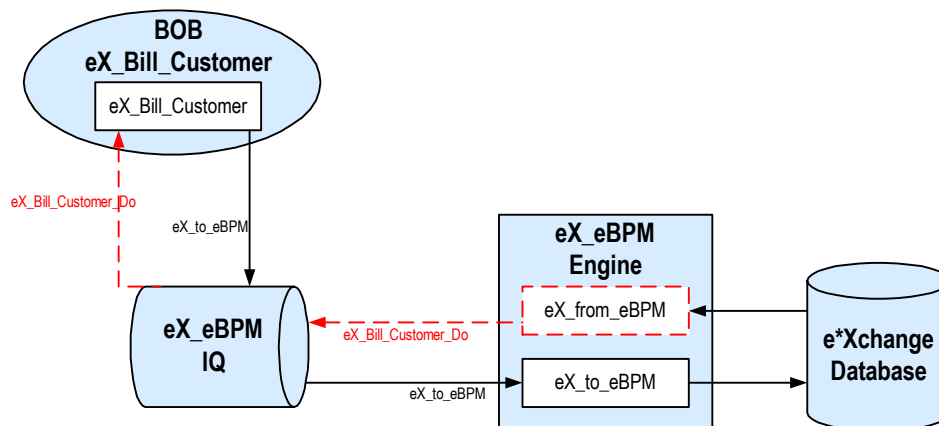 BOB
eX_Bill_Customer
eX_Bill_Customer
eX_Bill_Customer_Do
eX_to_eBPM
eX_eBPM
Engine
eX_from_eBPM
eX_eBPM
IQ
eX_Bill_Customer_Do
eX_to_eBPM
eX_to_eBPM
e*Xchange
Database